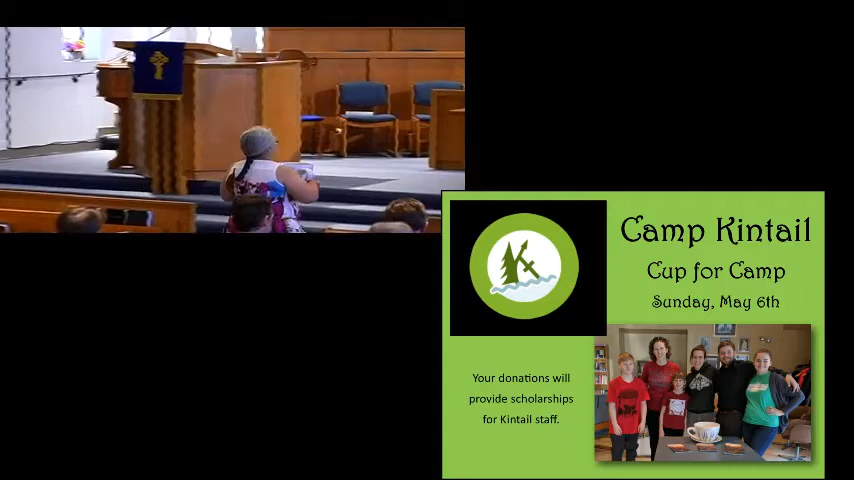 Camp Kintail
Cup for Camp
Sunday, May 6th
Your donations will
provide scholarships
for Kintail staff.